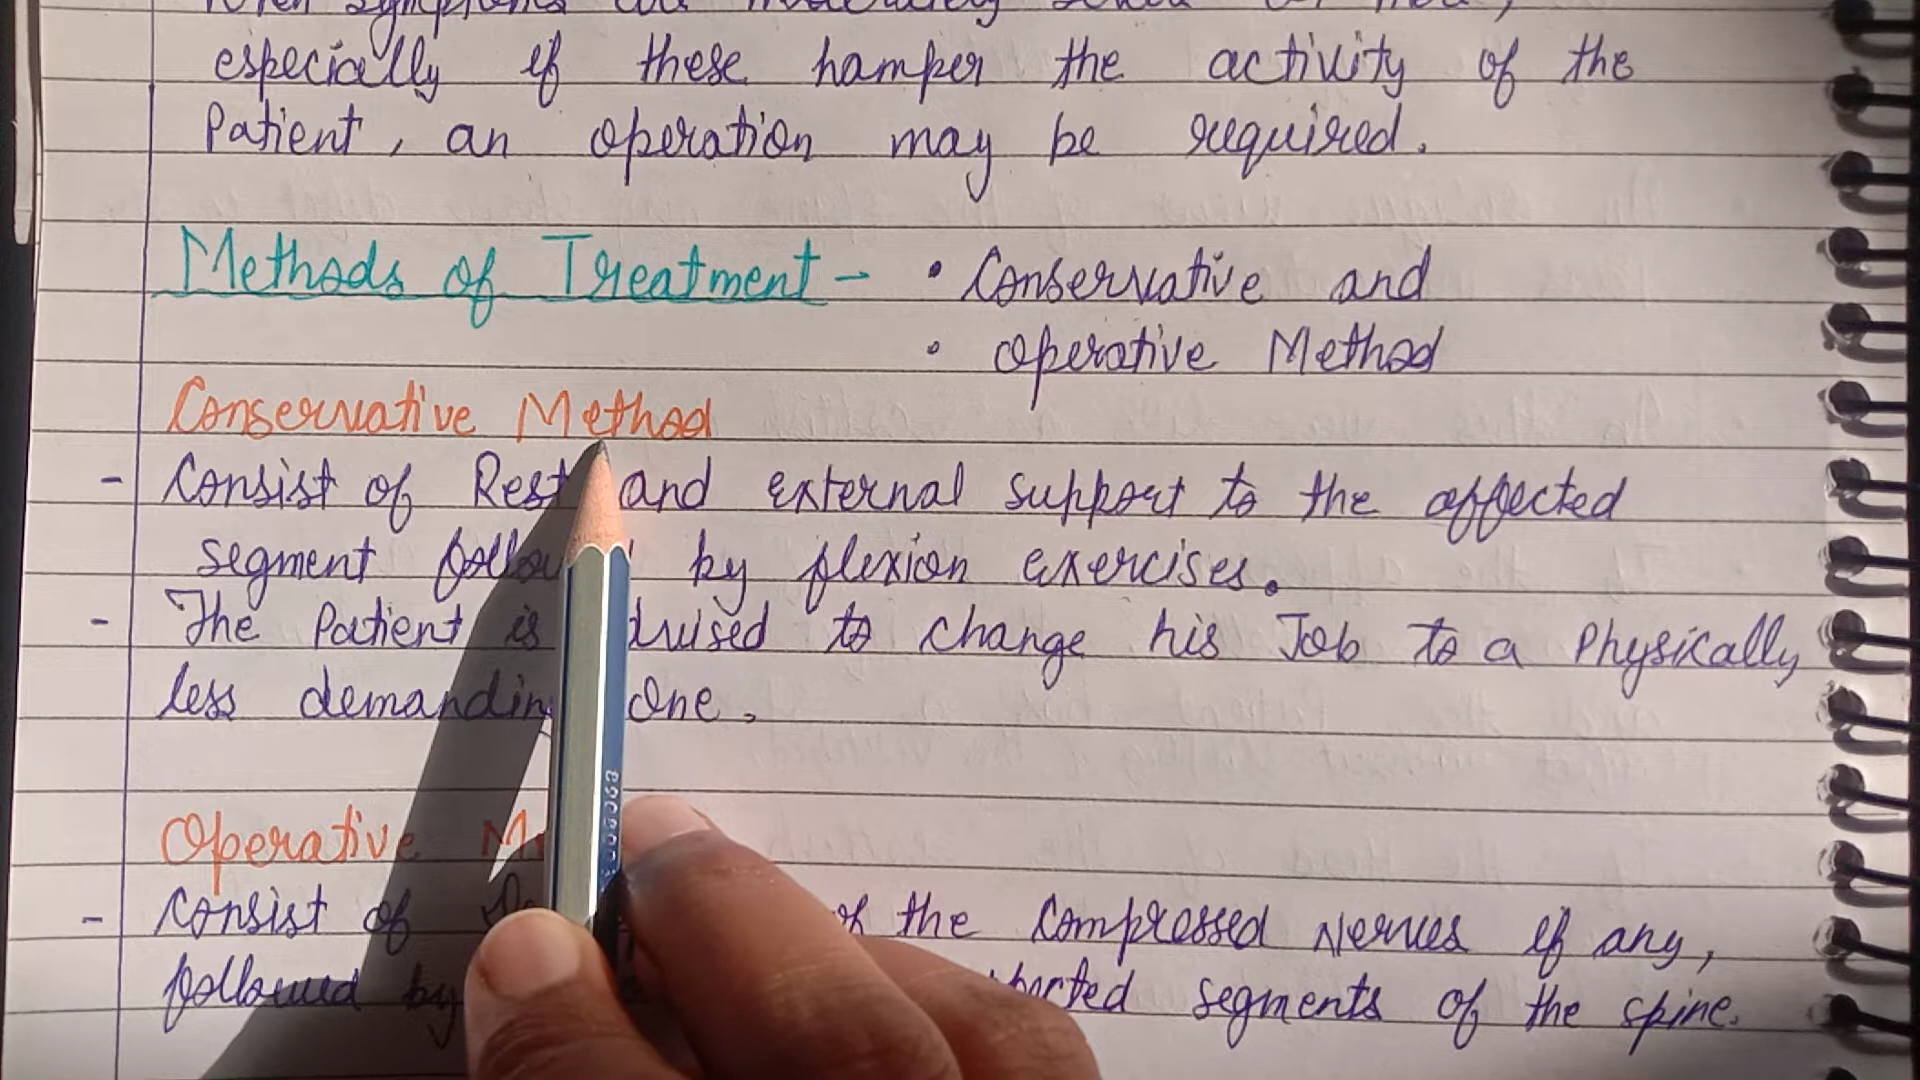 especially if these hamper the activity of the
Patient, an operation may be required.
Methods of Treatment - • Conservative and
• Operative Method
Conservative Method
- Consist of Rest and external support to the affected
segment by flexion exercises.
- The Patient is to change his Job to a Physically
less one.
Operative
- Consist of of the Compressed Nerves if any,
followed by segments of the spine.